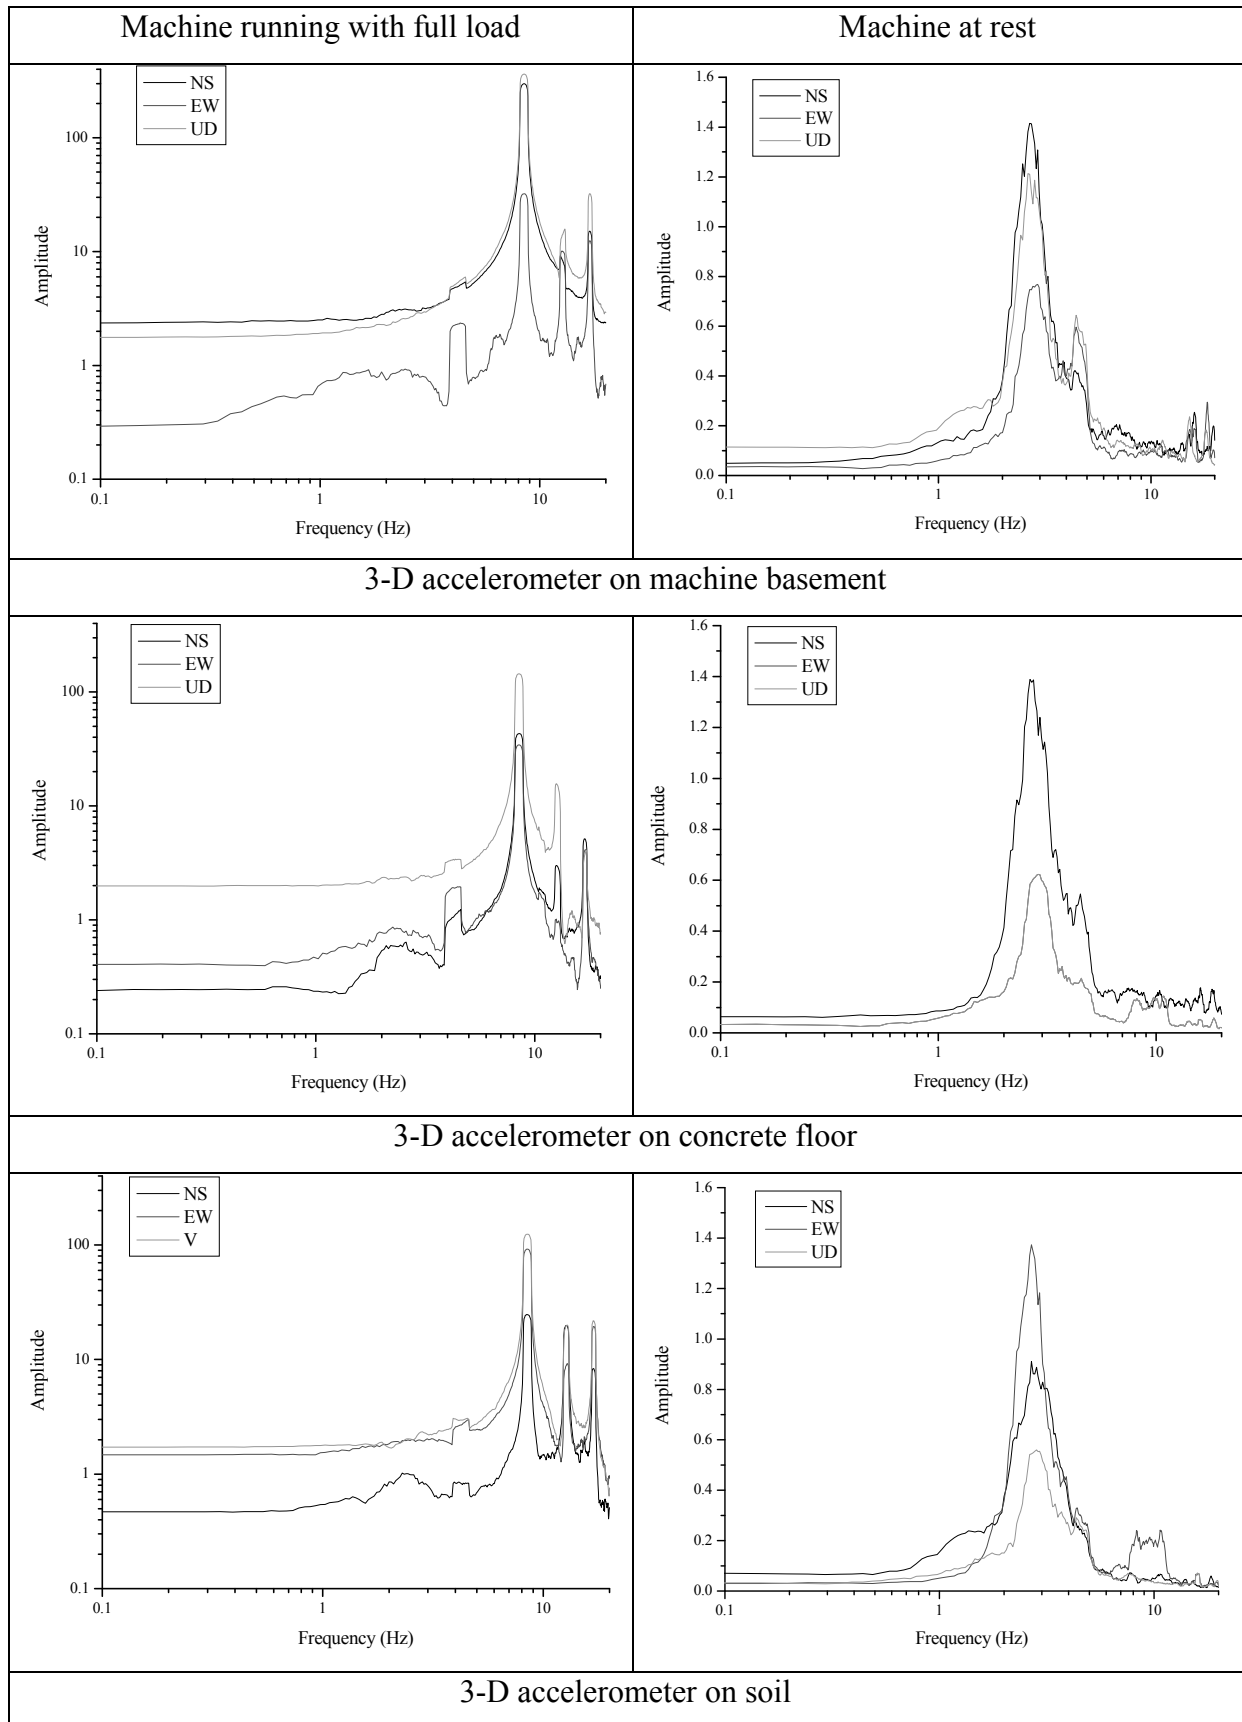 Machine running with full load
Machine at rest
NS
EW
UD
100
10
1
0.1
0.1
1
10
Amplitude
Frequency (Hz)
NS
EW
UD
1.6
1.4
1.2
1.0
0.8
0.6
0.4
0.2
0.0
0.1
1
10
Amplitude
Frequency (Hz)
3-D accelerometer on machine basement
NS
EW
UD
100
10
1
0.1
0.1
1
10
Amplitude
Frequency (Hz)
NS
EW
UD
1.6
1.4
1.2
1.0
0.8
0.6
0.4
0.2
0.0
0.1
1
10
Amplitude
Frequency (Hz)
3-D accelerometer on concrete floor
NS
EW
V
100
10
1
0.1
0.1
1
10
Amplitude
Frequency (Hz)
NS
EW
UD
1.6
1.4
1.2
1.0
0.8
0.6
0.4
0.2
0.0
0.1
1
10
Amplitude
Frequency (Hz)
3-D accelerometer on soil